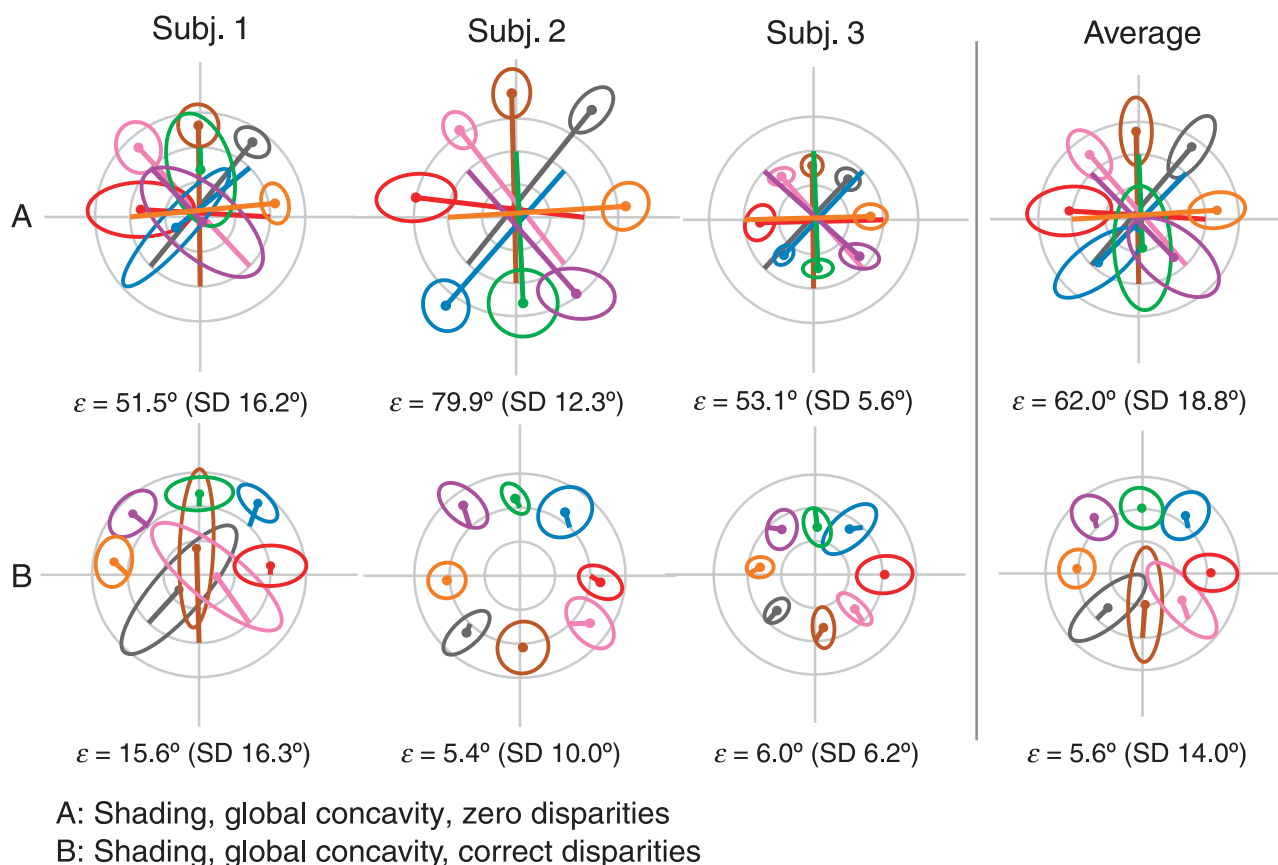 Subj. 1 Subj. 2 Subj. 3 Average
A
ε = 51.5º (SD 16.2º) ε = 79.9º (SD 12.3º) ε = 53.1º (SD 5.6º) ε = 62.0º (SD 18.8º)
B
ε = 15.6º (SD 16.3º) ε = 5.4º (SD 10.0º) ε = 6.0º (SD 6.2º) ε = 5.6º (SD 14.0º)
A: Shading, global concavity, zero disparities
B: Shading, global concavity, correct disparities